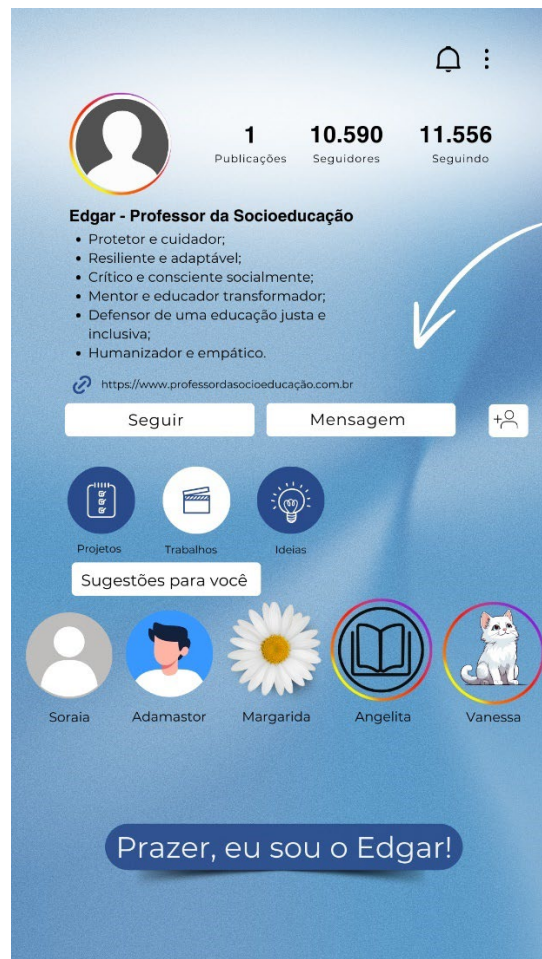 1 10.590 11.556
Publicações Seguidores Seguindo
Edgar - Professor da Socioeducação
• Protetor e cuidador;
• Resiliente e adaptável;
• Crítico e consciente socialmente;
• Mentor e educador transformador;
• Defensor de uma educação justa e
inclusiva;
• Humanizador e empático.
https://www.professordasocioeducação.com.br
Seguir Mensagem
Projetos Trabalhos Ideias
Sugestões para você
Soraia Adamastor Margarida Angelita Vanessa
Prazer, eu sou o Edgar!